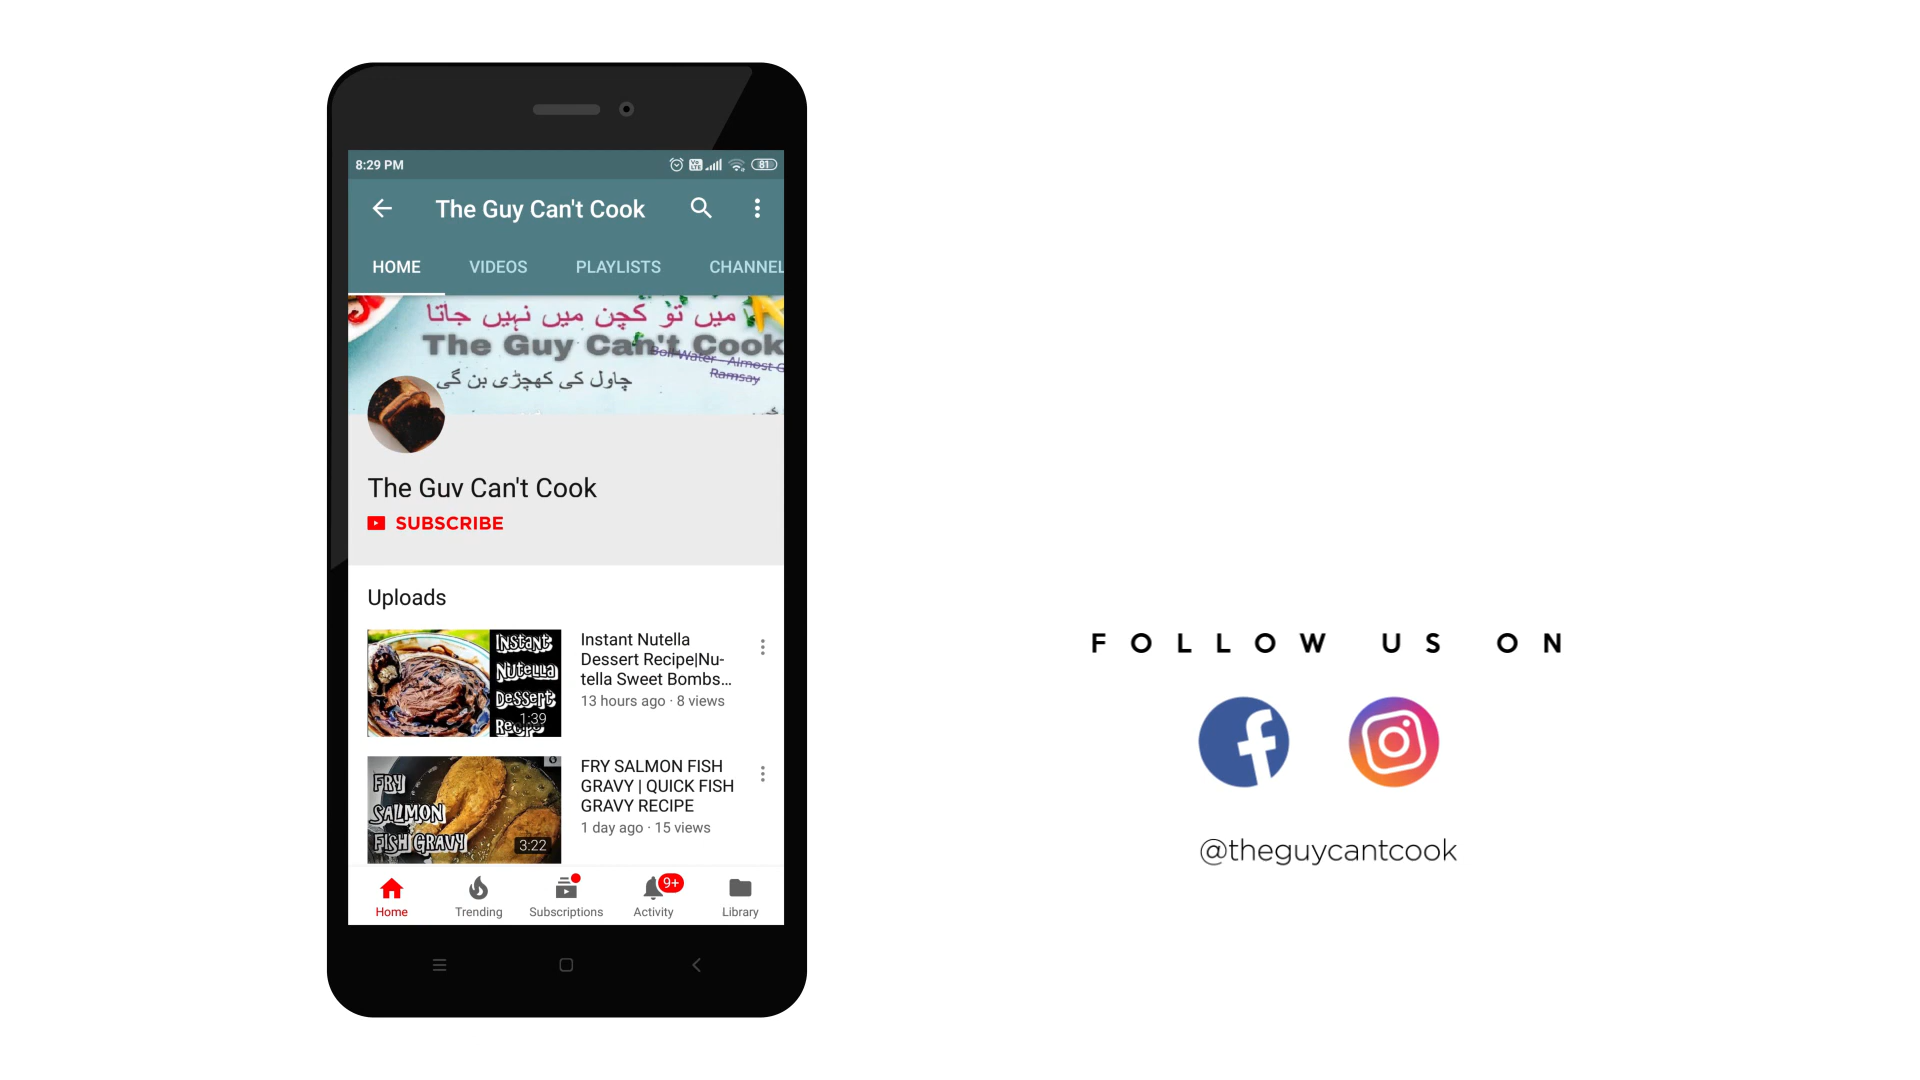 8:29 PM
81
The Guy Can't Cook
HOME VIDEOS PLAYLISTS CHANNEL
میں تو کچن میں نہیں جاتا
The Guy Can't Cook
Boil Water - Almost G
Ramsay
چاول کی کھچڑی بن گی
The Guv Can't Cook
SUBSCRIBE
Uploads
Instant
Nutella
Dessert
Recipe
1:39
Instant Nutella
Dessert Recipe|Nu-
tella Sweet Bombs...
13 hours ago · 8 views
FRY
SALMON
FISH GRAVY
3:22
FRY SALMON FISH
GRAVY | QUICK FISH
GRAVY RECIPE
1 day ago · 15 views
9+
Home Trending Subscriptions Activity Library
FOLLOW US ON
@theguycantcook